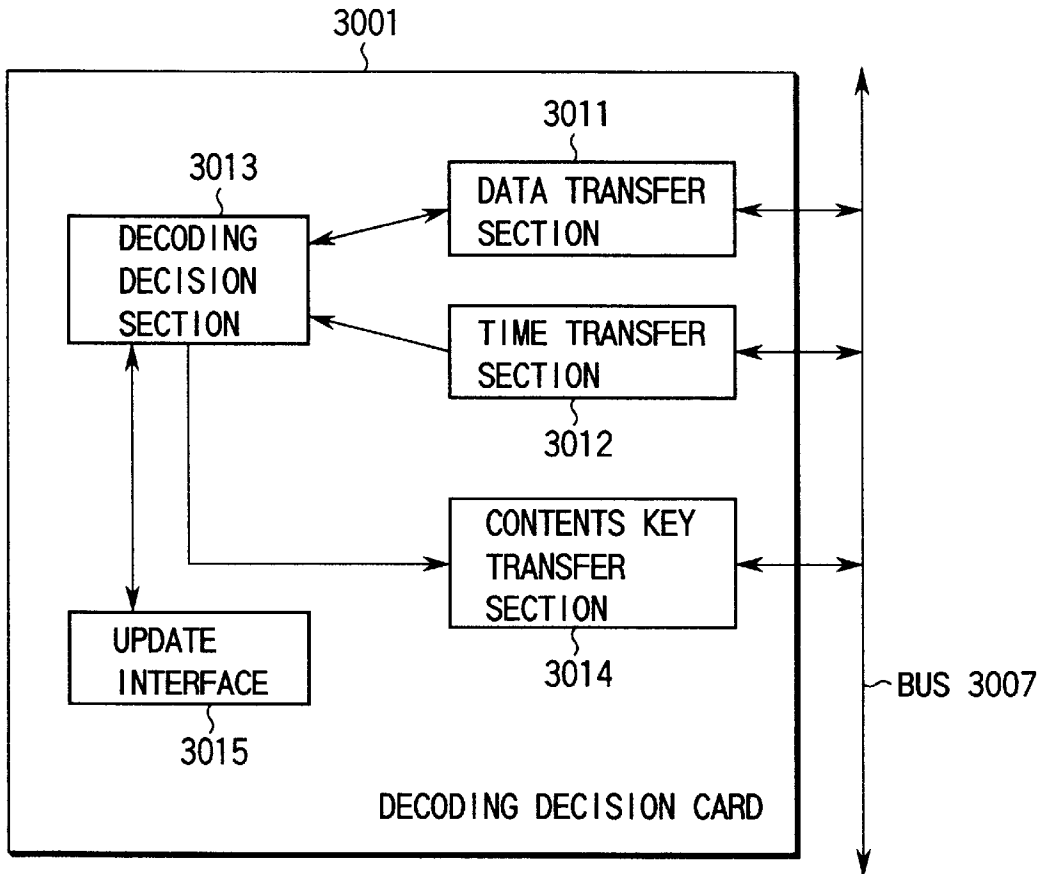 3001
3011
DATA TRANSFER
SECTION
3013
DECODING
DECISION
SECTION
TIME TRANSFER
SECTION
3012
CONTENTS KEY
TRANSFER
SECTION
3014
UPDATE
INTERFACE
3015
BUS 3007
DECODING DECISION CARD